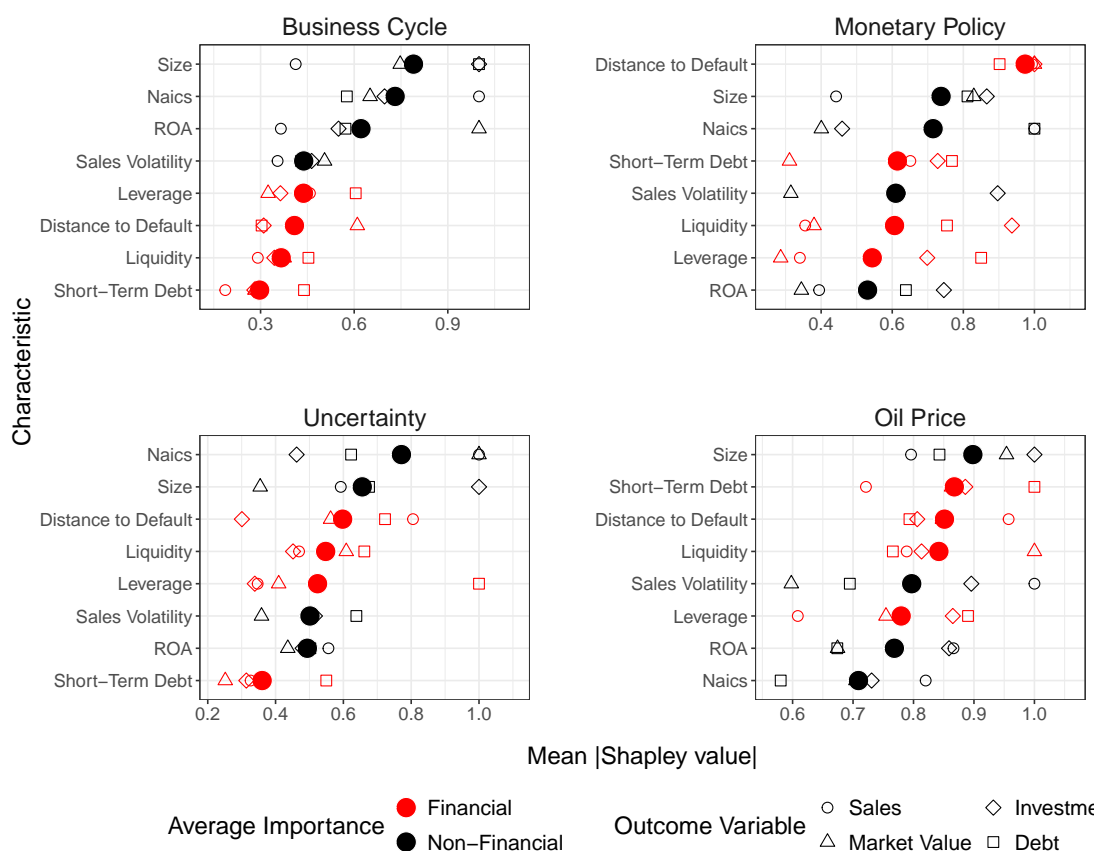 Business Cycle
Size
Naics
ROA
Sales Volatility
Leverage
Distance to Default
Liquidity
Short−Term Debt
0.3 0.6 0.9
Monetary Policy
Distance to Default
Size
Naics
Short−Term Debt
Sales Volatility
Liquidity
Leverage
ROA
0.4 0.6 0.8 1.0
Characteristic
Uncertainty
Naics
Size
Distance to Default
Liquidity
Leverage
Sales Volatility
ROA
Short−Term Debt
0.2 0.4 0.6 0.8 1.0
Oil Price
Size
Short−Term Debt
Distance to Default
Liquidity
Sales Volatility
Leverage
ROA
Naics
0.6 0.7 0.8 0.9 1.0
Mean |Shapley value|
Average Importance
Financial
Non−Financial
Outcome Variable
Sales
Market Value
Investme
Debt